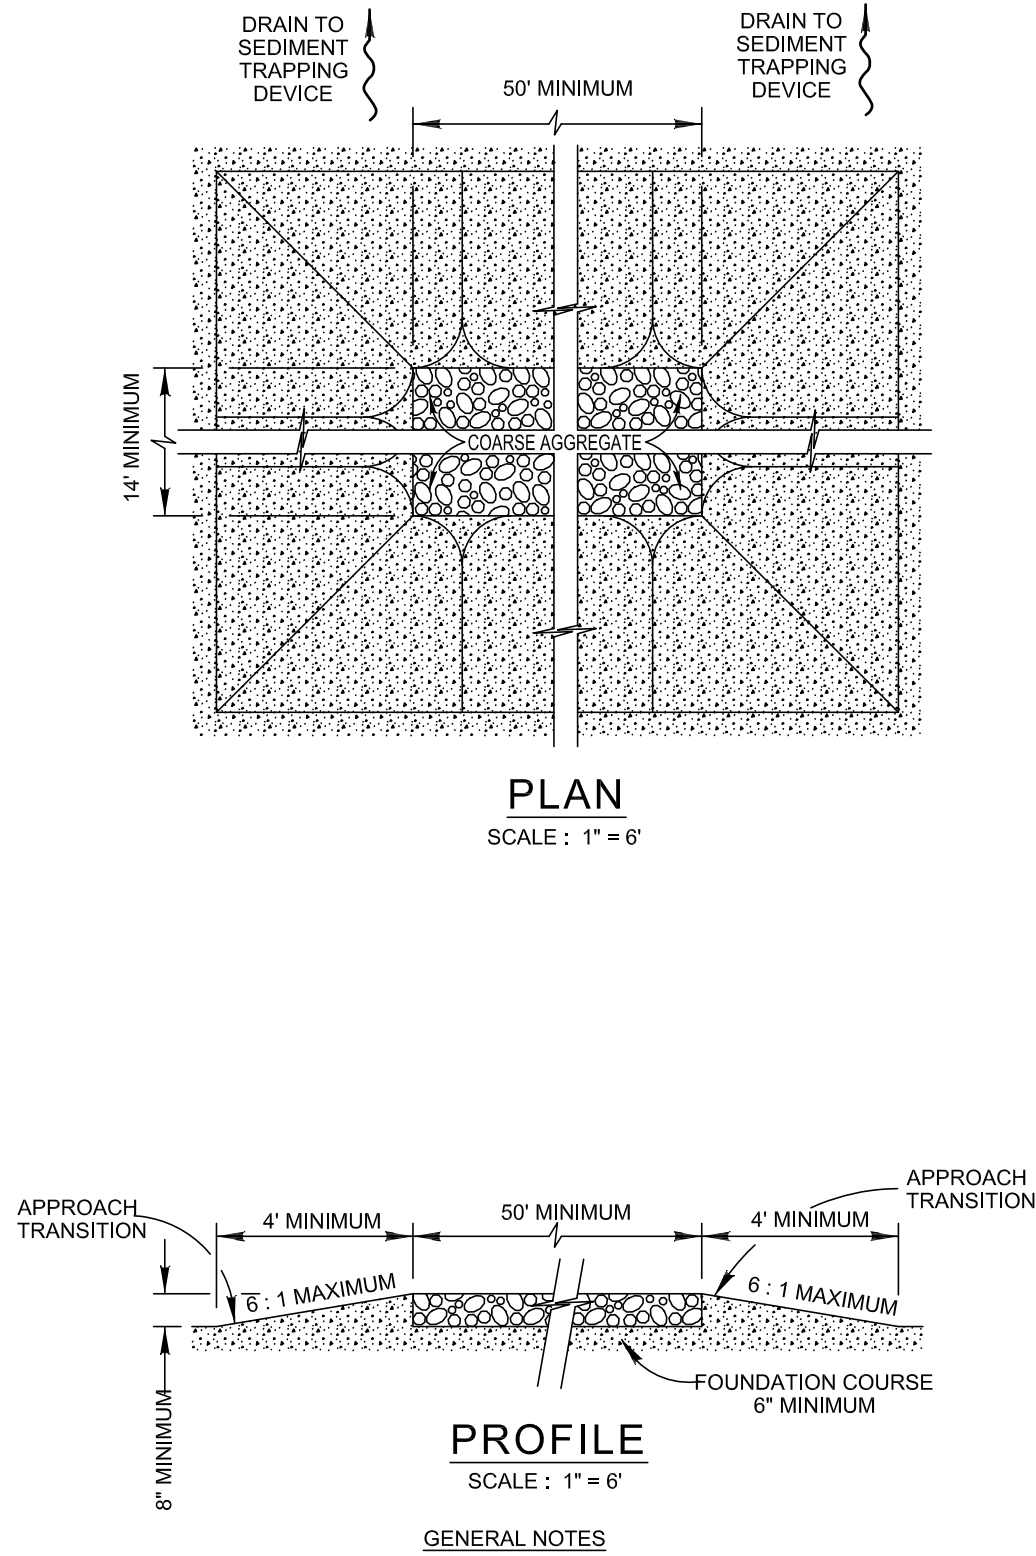 DRAIN TO
SEDIMENT
TRAPPING
DEVICE
DRAIN TO
SEDIMENT
TRAPPING
DEVICE
50' MINIMUM
14' MINIMUM
COARSE AGGREGATE
PLAN
SCALE : 1" = 6'
APPROACH
TRANSITION
APPROACH
TRANSITION
4' MINIMUM
50' MINIMUM
4' MINIMUM
6 : 1 MAXIMUM
6 : 1 MAXIMUM
8" MINIMUM
FOUNDATION COURSE
6" MINIMUM
PROFILE
SCALE : 1" = 6'
GENERAL NOTES